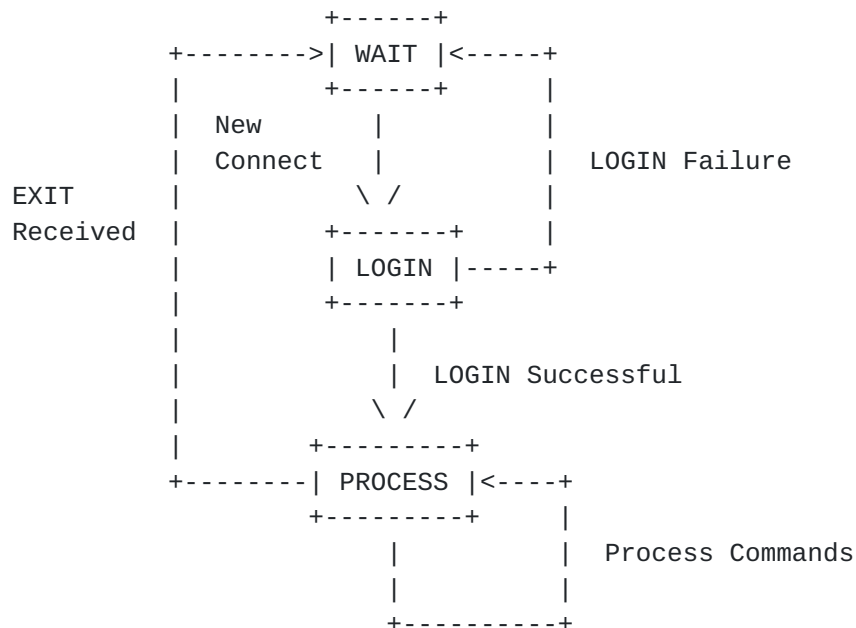 WAIT
New
Connect LOGIN Failure
EXIT
Received
LOGIN
LOGIN Successful
PROCESS
Process Commands